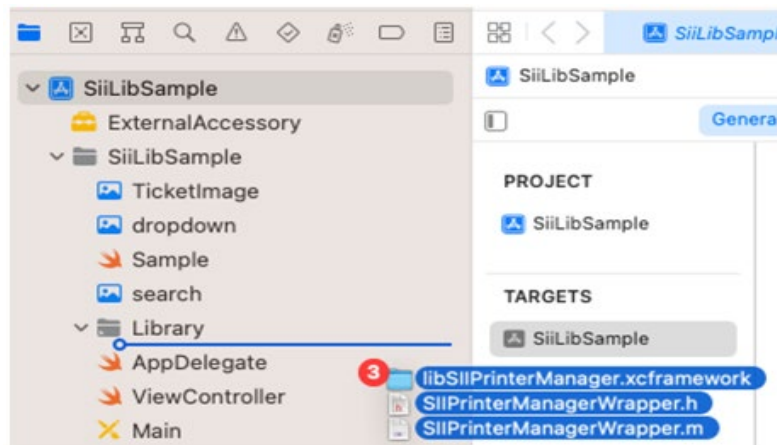 SiiLibSample
ExternalAccessory
SiiLibSample
TicketImage
dropdown
Sample
search
Library
AppDelegate
ViewController
Main
SiiLibSampl
SiiLibSample
Genera
PROJECT
SiiLibSample
TARGETS
SiiLibSample
3
libSIIPrinterManager.xcframework
SIIPrinterManagerWrapper.h
SIIPrinterManagerWrapper.m